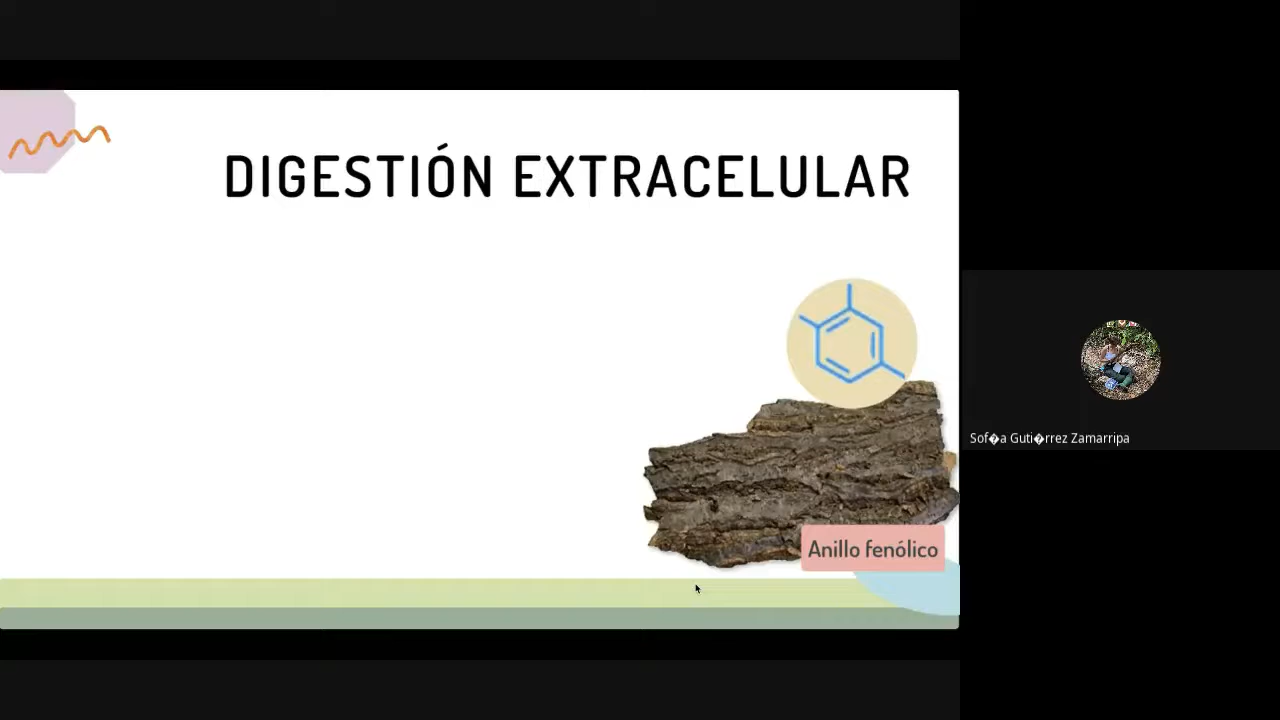 DIGESTIÓN EXTRACELULAR
Anillo fenólico
Sof�a Guti�rrez Zamarripa